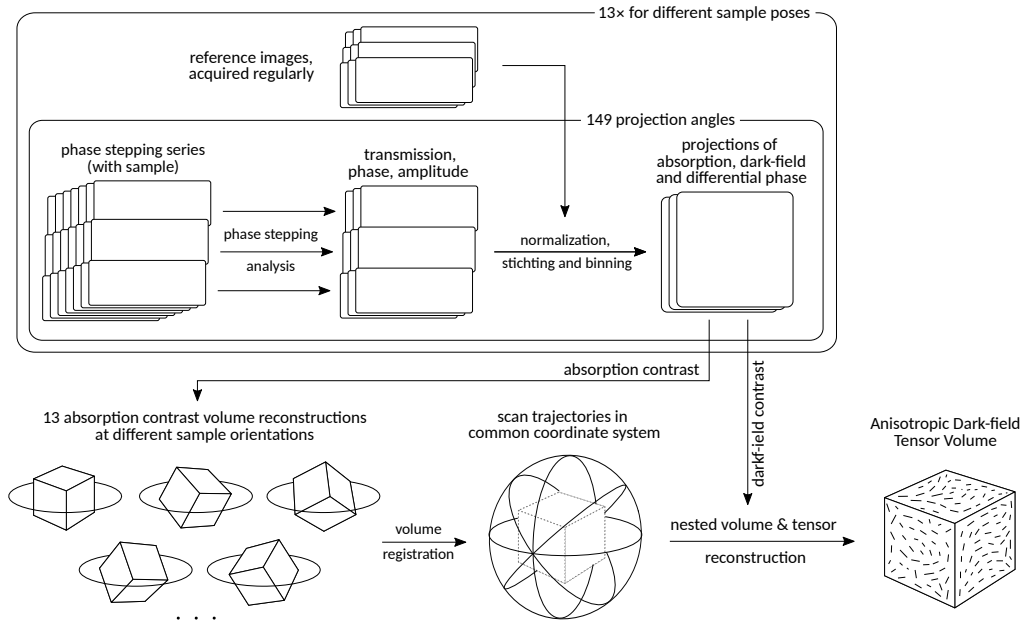 13× for different sample poses
reference images,
acquired regularly
149 projection angles
phase stepping series
(with sample)
transmission,
phase, amplitude
projections of
absorption, dark-field
and differential phase
phase stepping
analysis
normalization,
stichting and binning
absorption contrast
darkf-ield contrast
13 absorption contrast volume reconstructions
at different sample orientations
scan trajectories in
common coordinate system
Anisotropic Dark-field
Tensor Volume
volume
registration
nested volume & tensor
reconstruction
. . .